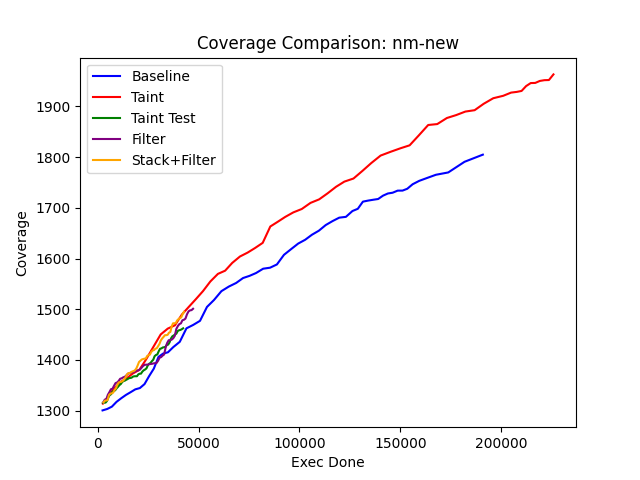 Coverage Comparison: nm-new
Baseline
Taint
Taint Test
Filter
Stack+Filter
Coverage
1900
1800
1700
1600
1500
1400
1300
0 50000 100000 150000 200000
Exec Done